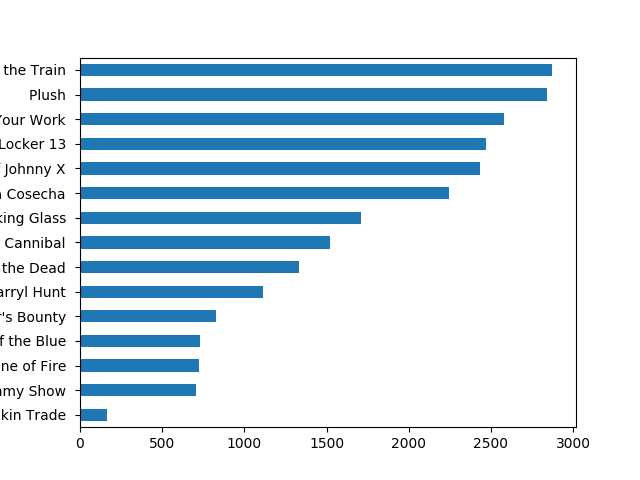 the Train
Plush
Your Work
Locker 13
Johnny X
Cosecha
king Glass
Cannibal
the Dead
arryl Hunt
r's Bounty
f the Blue
ne of Fire
my Show
kin Trade
0 500 1000 1500 2000 2500 3000